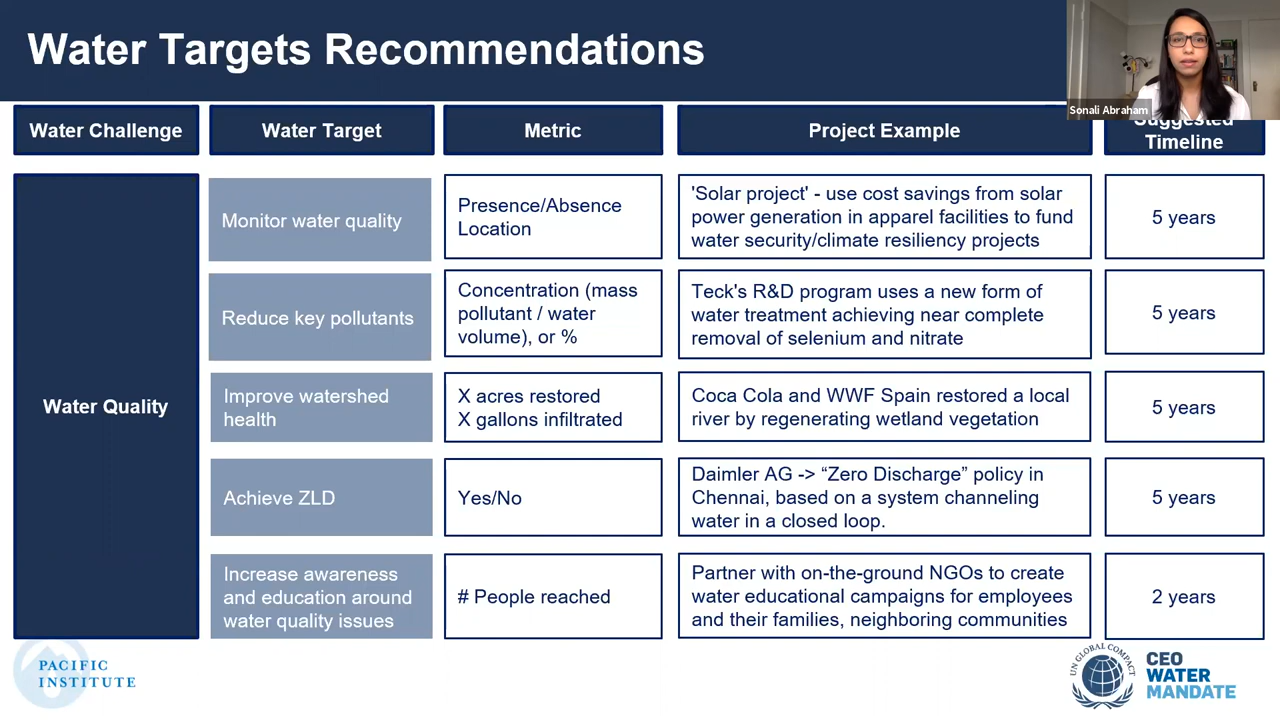 Water Targets Recommendations
Sonali Abraham
Water Challenge
Water Target
Metric
Project Example
Suggested
Timeline
Water Quality
Monitor water quality
Presence/Absence
Location
'Solar project' - use cost savings from solar
power generation in apparel facilities to fund
water security/climate resiliency projects
5 years
Reduce key pollutants
Concentration (mass
pollutant / water
volume), or %
Teck's R&D program uses a new form of
water treatment achieving near complete
removal of selenium and nitrate
5 years
Improve watershed
health
X acres restored
X gallons infiltrated
Coca Cola and WWF Spain restored a local
river by regenerating wetland vegetation
5 years
Achieve ZLD
Yes/No
Daimler AG -> “Zero Discharge” policy in
Chennai, based on a system channeling
water in a closed loop.
5 years
Increase awareness
and education around
water quality issues
# People reached
Partner with on-the-ground NGOs to create
water educational campaigns for employees
and their families, neighboring communities
2 years
PACIFIC
INSTITUTE
UN GLOBAL COMPACT
CEO
WATER
MANDATE